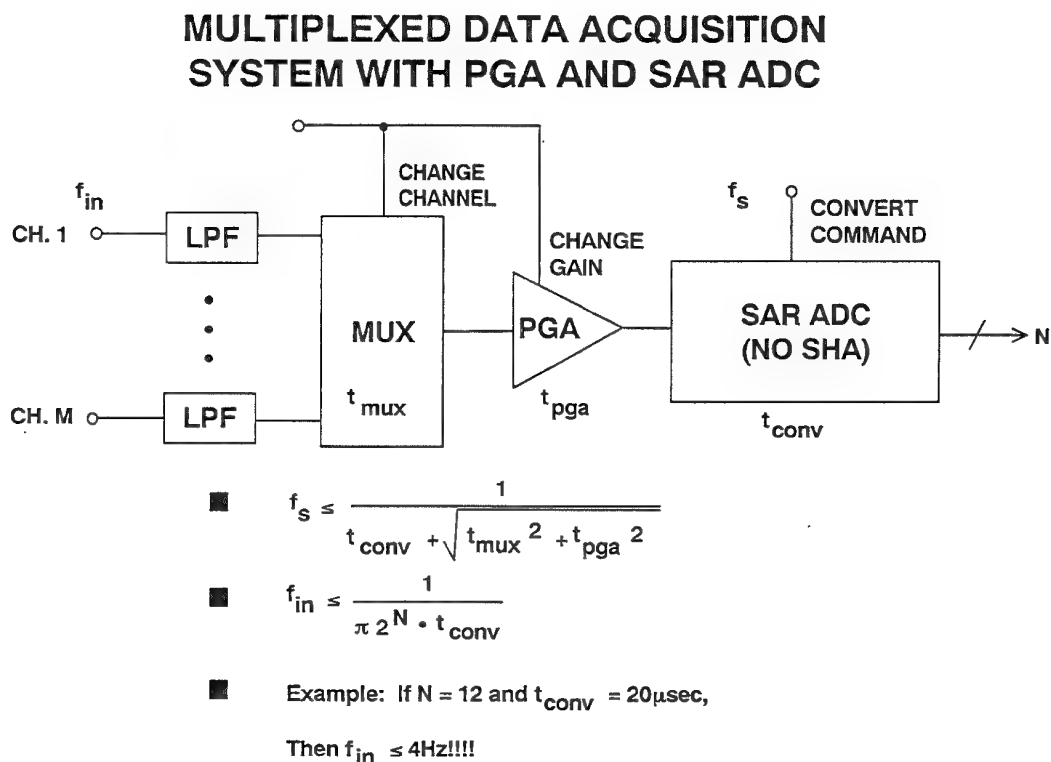 MULTIPLEXED DATA ACQUISITION
SYSTEM WITH PGA AND SAR ADC
CHANGE
CHANNEL
f_in
f_s
CONVERT
COMMAND
CH. 1
LPF
CHANGE
GAIN
MUX
PGA
SAR ADC
(NO SHA)
N
t_mux
t_pga
t_conv
CH. M
LPF
f_s ≤ 1 / (t_conv + √(t_mux² + t_pga²))
f_in ≤ 1 / (π 2^N • t_conv)
Example: If N = 12 and t_conv = 20μsec,
Then f_in ≤ 4Hz!!!!